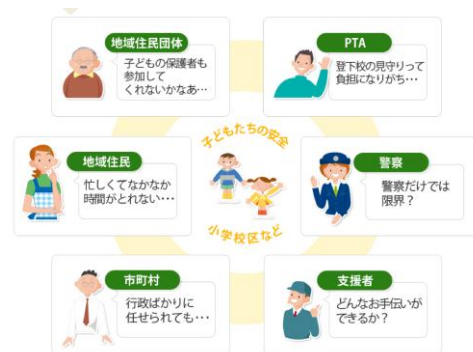 地域住民団体
子どもの保護者も
参加して
くれないかなあ…
PTA
登下校の見守りって
負担になりがち・・・
子どもたちの安全
地域住民
忙しくてなかなか
時間がとれない・・・
警察
警察だけでは
限界？
小学校区など
市町村
行政ばかりに
任せられても・・・
支援者
どんなお手伝いが
できるか？